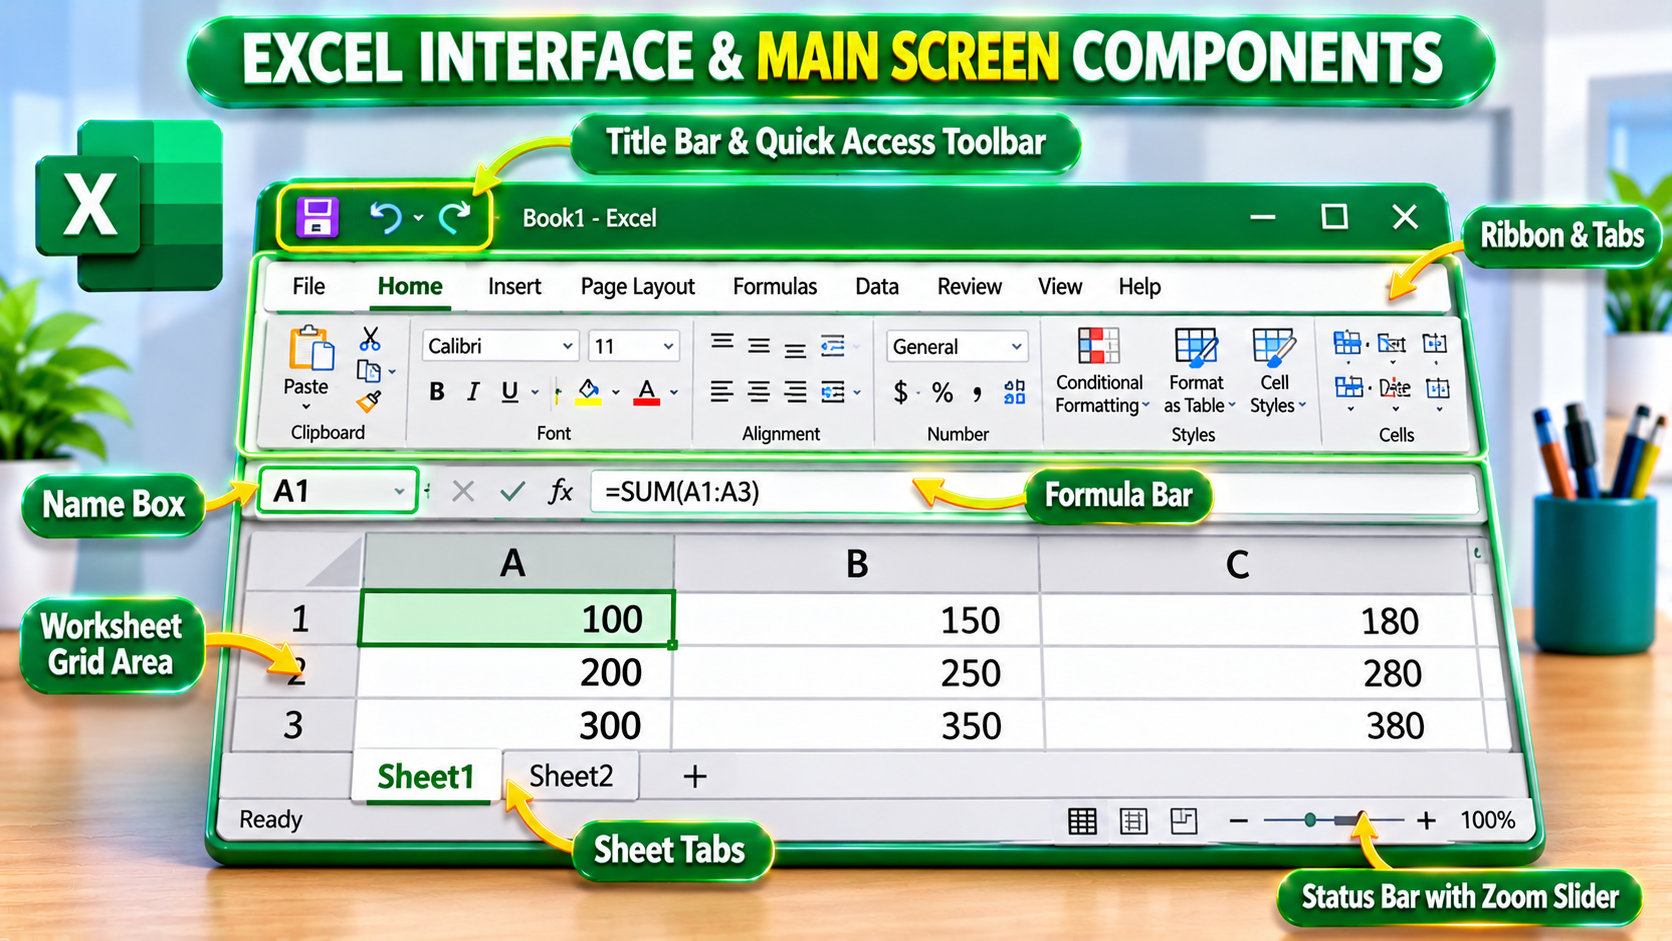 EXCEL INTERFACE & MAIN SCREEN COMPONENTS
Title Bar & Quick Access Toolbar
X
Book1 - Excel
Ribbon & Tabs
File Home Insert Page Layout Formulas Data Review View Help
Calibri 11 General
Paste
B I U A $ % ,
Conditional Formatting
Format as Table
Cell Styles
Clipboard Font Alignment Number Styles Cells
Name Box
A1 fx =SUM(A1:A3)
Formula Bar
A B C
1 100 150 180
Worksheet
Grid Area
2 200 250 280
3 300 350 380
Sheet1 Sheet2 +
Ready
100%
Sheet Tabs
Status Bar with Zoom Slider